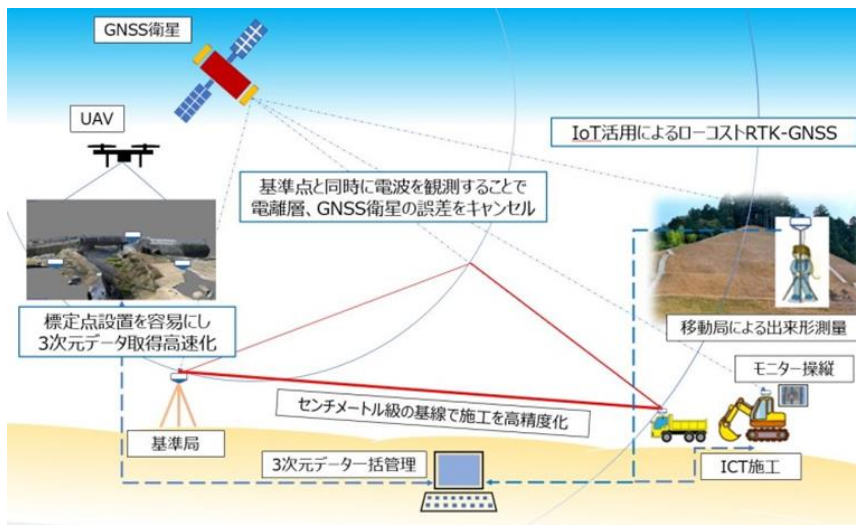 GNSS衛星
UAV
IoT活用によるローコストRTK-GNSS
基準点と同時に電波を観測することで
電離層、GNSS衛星の誤差をキャンセル
標定点設置を容易にし
3次元データ取得高速化
移動局による出来形測量
モニター操縦
センチメートル級の基線で施工を高精度化
基準局
3次元データ一括管理
ICT施工